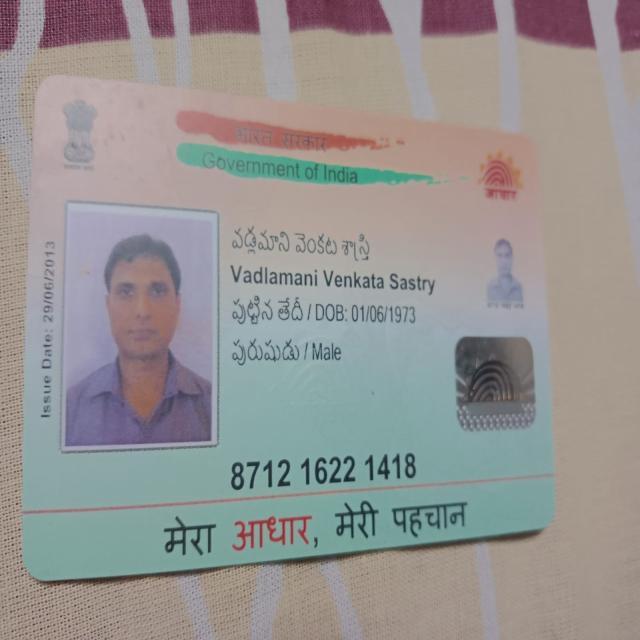 भारत सरकार
Government of India
आधार
Issue Date: 29/06/2013
వడ్లమాని వెంకట శాస్త్రి
Vadlamani Venkata Sastry
పుట్టిన తేదీ / DOB: 01/06/1973
పురుషుడు / Male
8712 1622 1418
मेरा आधार, मेरी पहचान